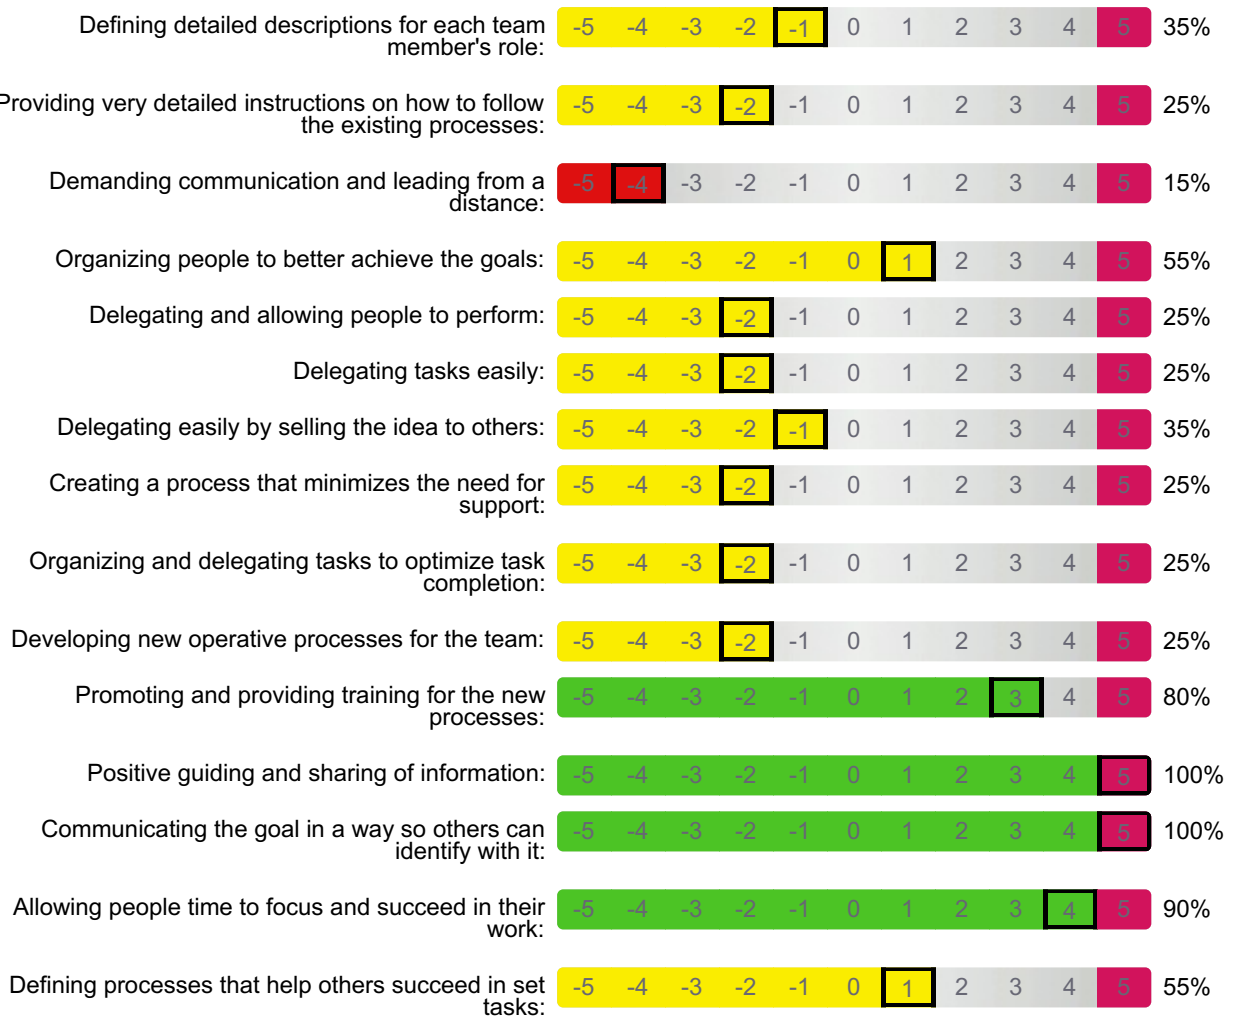 Defining detailed descriptions for each team
member's role:
-5 -4 -3 -2 -1 0 1 2 3 4 5 35%
Providing very detailed instructions on how to follow
the existing processes:
-5 -4 -3 -2 -1 0 1 2 3 4 5 25%
Demanding communication and leading from a
distance:
-5 -4 -3 -2 -1 0 1 2 3 4 5 15%
Organizing people to better achieve the goals:
-5 -4 -3 -2 -1 0 1 2 3 4 5 55%
Delegating and allowing people to perform:
-5 -4 -3 -2 -1 0 1 2 3 4 5 25%
Delegating tasks easily:
-5 -4 -3 -2 -1 0 1 2 3 4 5 25%
Delegating easily by selling the idea to others:
-5 -4 -3 -2 -1 0 1 2 3 4 5 35%
Creating a process that minimizes the need for
support:
-5 -4 -3 -2 -1 0 1 2 3 4 5 25%
Organizing and delegating tasks to optimize task
completion:
-5 -4 -3 -2 -1 0 1 2 3 4 5 25%
Developing new operative processes for the team:
-5 -4 -3 -2 -1 0 1 2 3 4 5 25%
Promoting and providing training for the new
processes:
-5 -4 -3 -2 -1 0 1 2 3 4 5 80%
Positive guiding and sharing of information:
-5 -4 -3 -2 -1 0 1 2 3 4 5 100%
Communicating the goal in a way so others can
identify with it:
-5 -4 -3 -2 -1 0 1 2 3 4 5 100%
Allowing people time to focus and succeed in their
work:
-5 -4 -3 -2 -1 0 1 2 3 4 5 90%
Defining processes that help others succeed in set
tasks:
-5 -4 -3 -2 -1 0 1 2 3 4 5 55%